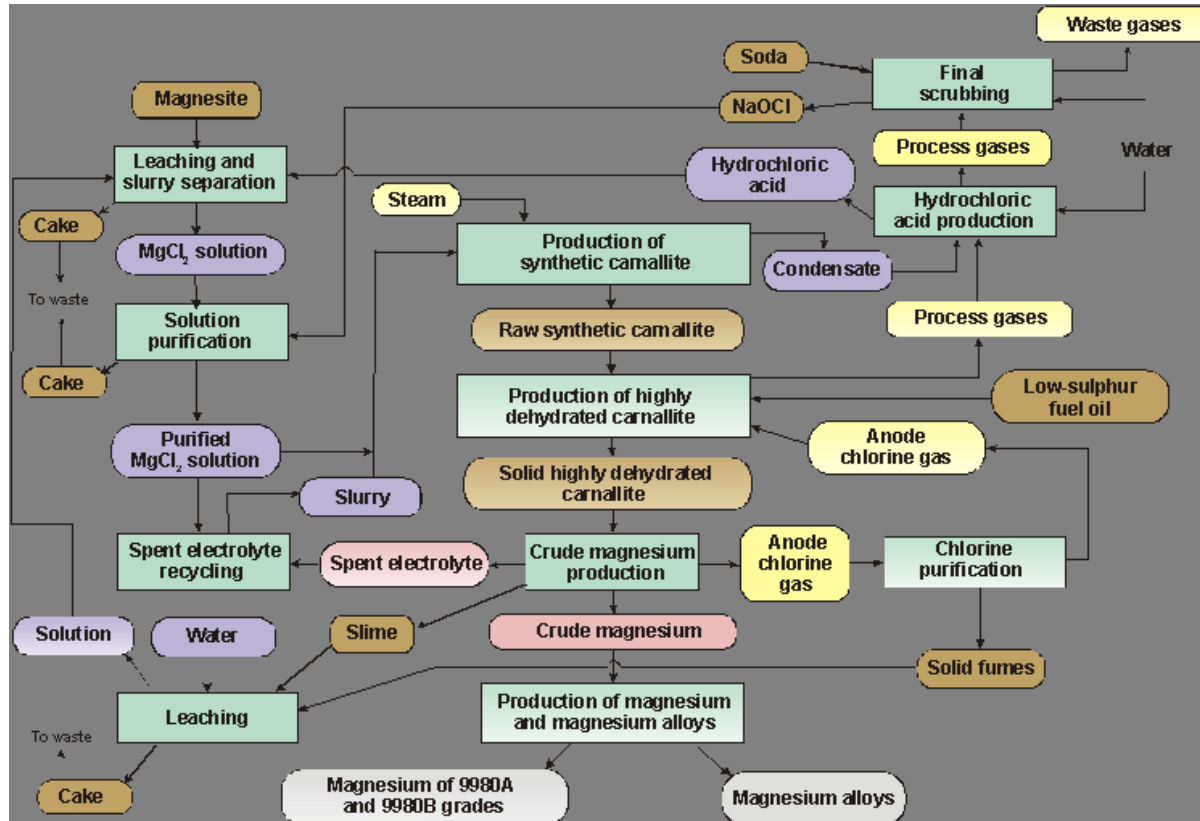 Waste gases
Soda
Final
scrubbing
Magnesite
NaOCl
Process gases
Water
Leaching and
slurry separation
Hydrochloric
acid
Steam
Hydrochloric
acid production
Cake
MgCl₂ solution
Production of
synthetic carnallite
Condensate
To waste
Solution
purification
Raw synthetic carnallite
Process gases
Cake
Production of highly
dehydrated carnallite
Low-sulphur
fuel oil
Purified
MgCl₂ solution
Anode
chlorine gas
Slurry
Solid highly dehydrated
carnallite
Spent electrolyte
recycling
Spent electrolyte
Crude magnesium
production
Anode
chlorine
gas
Chlorine
purification
Solution
Water
Slime
Crude magnesium
Solid fumes
Leaching
Production of magnesium
and magnesium alloys
To waste
Cake
Magnesium of 9980A
and 9980B grades
Magnesium alloys